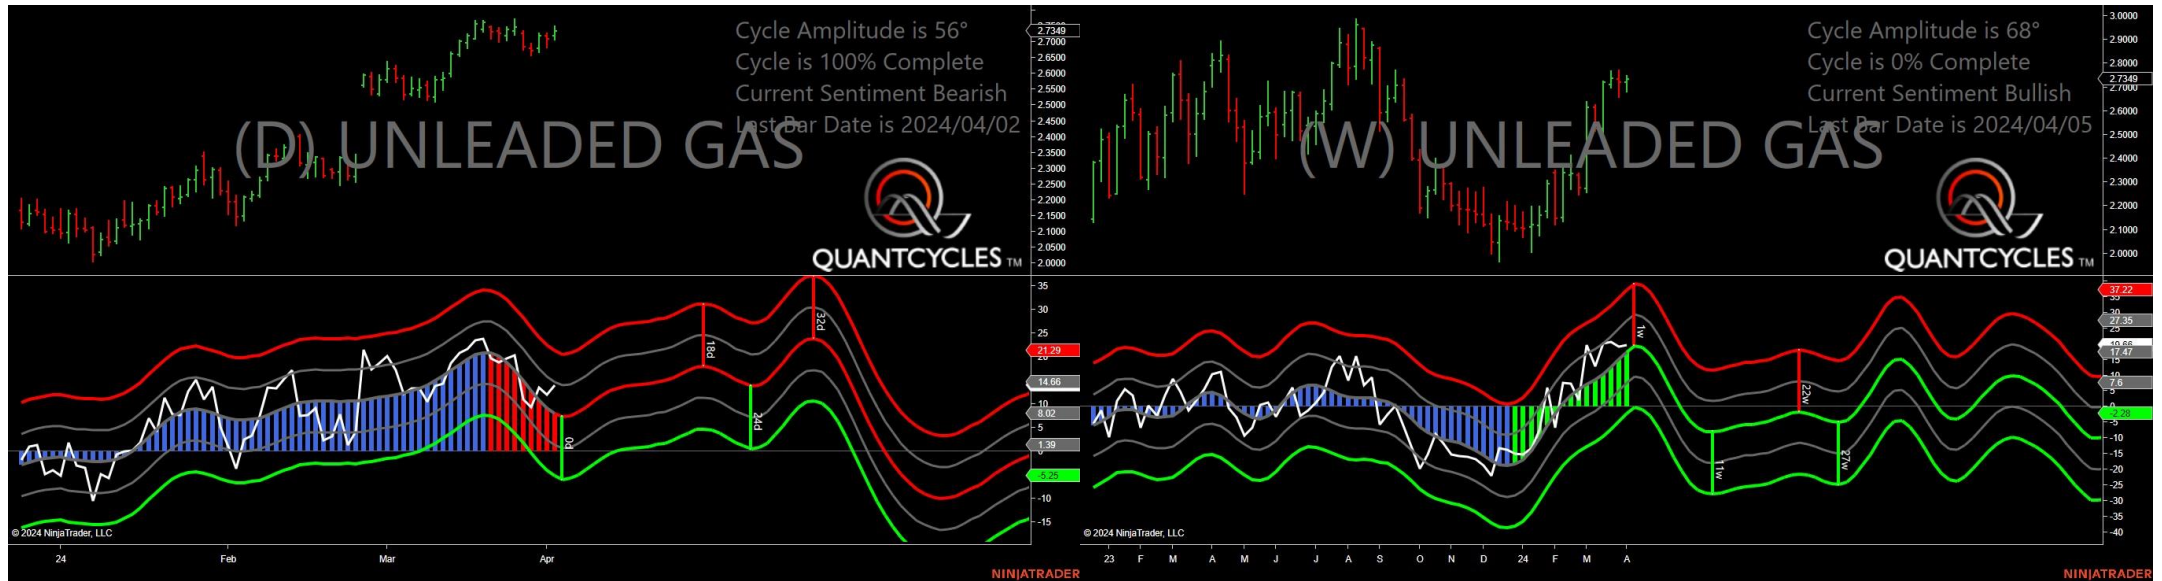 Cycle Amplitude is 56°
Cycle is 100% Complete
Current Sentiment Bearish
Last Bar Date is 2024/04/02
(D) UNLEADED GAS
QUANTCYCLES TM
2.7349
2.7000
2.6500
2.6000
2.5500
2.5000
2.4500
2.4000
2.3500
2.3000
2.2500
2.2000
2.1500
2.1000
2.0500
2.0000
35
30
25
21.29
14.66
10
8.02
5
1.39
-5.25
-10
-15
0d
18d
24d
32d
© 2024 NinjaTrader, LLC
24
Feb
Mar
Apr
NINJATRADER
Cycle Amplitude is 68°
Cycle is 0% Complete
Current Sentiment Bullish
Last Bar Date is 2024/04/05
(W) UNLEADED GAS
QUANTCYCLES TM
3.0000
2.9000
2.8000
2.7349
2.7000
2.5000
2.4000
2.3000
2.2000
2.1000
2.0000
37.22
27.35
17.47
7.6
-2.28
-10
-15
-20
-25
-30
-35
-40
1w
11w
22w
27w
© 2024 NinjaTrader, LLC
23
F
M
A
M
J
J
A
S
O
N
D
24
F
M
A
NINJATRADER